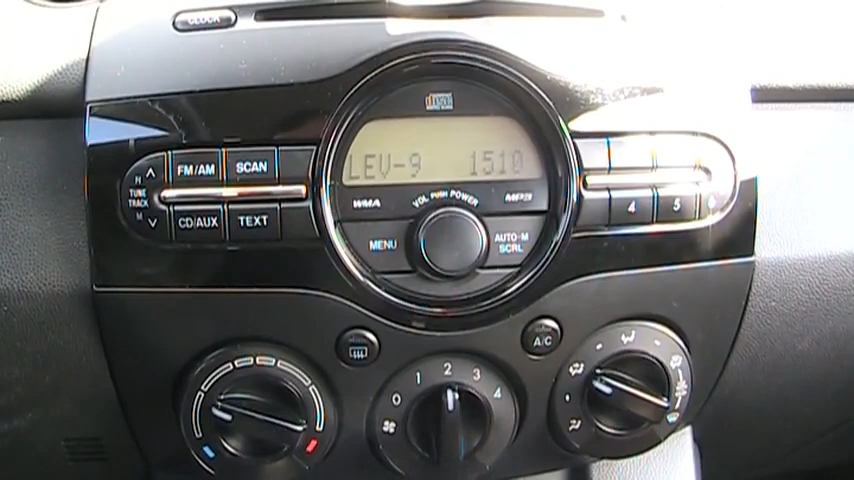 CLOCK
disc
FM/AM
SCAN
TUNE
TRACK
CD/AUX
TEXT
LEV-9 1510
WMA
VOL PUSH POWER
MP3
MENU
AUTO-M
SCRL
4
5
A/C
0
1
2
3
4